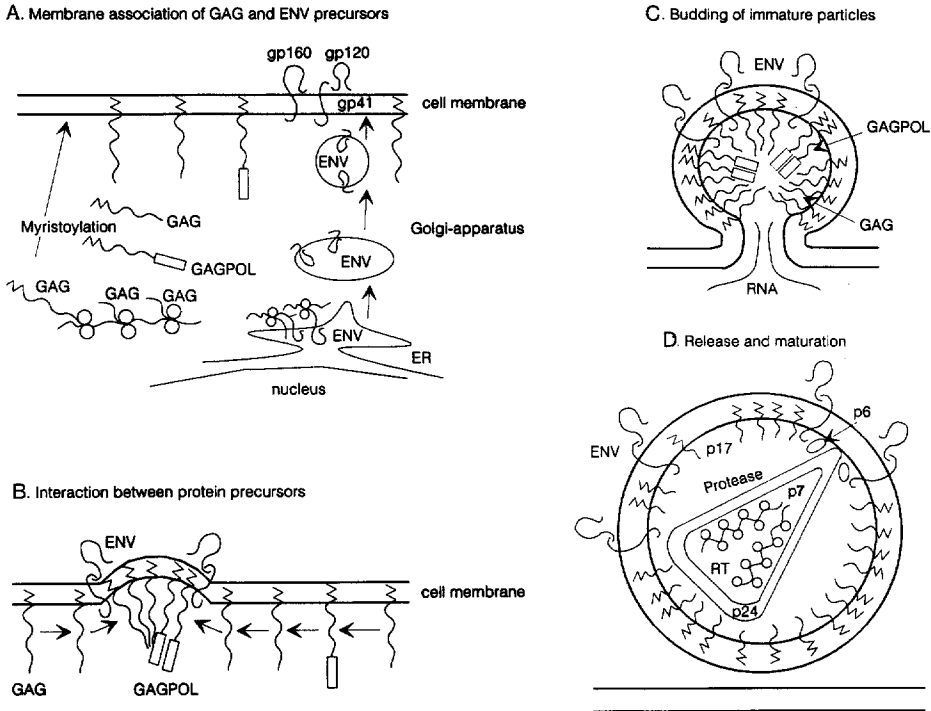 A. Membrane association of GAG and ENV precursors
gp160 gp120
gp41
cell membrane
ENV
Myristoylation
GAG
Golgi-apparatus
GAGPOL
ENV
GAG GAG GAG
ENV
ER
nucleus
B. Interaction between protein precursors
ENV
cell membrane
GAG GAGPOL
C. Budding of immature particles
ENV
GAGPOL
GAG
RNA
D. Release and maturation
p6
ENV
p17
Protease
p7
RT
p24